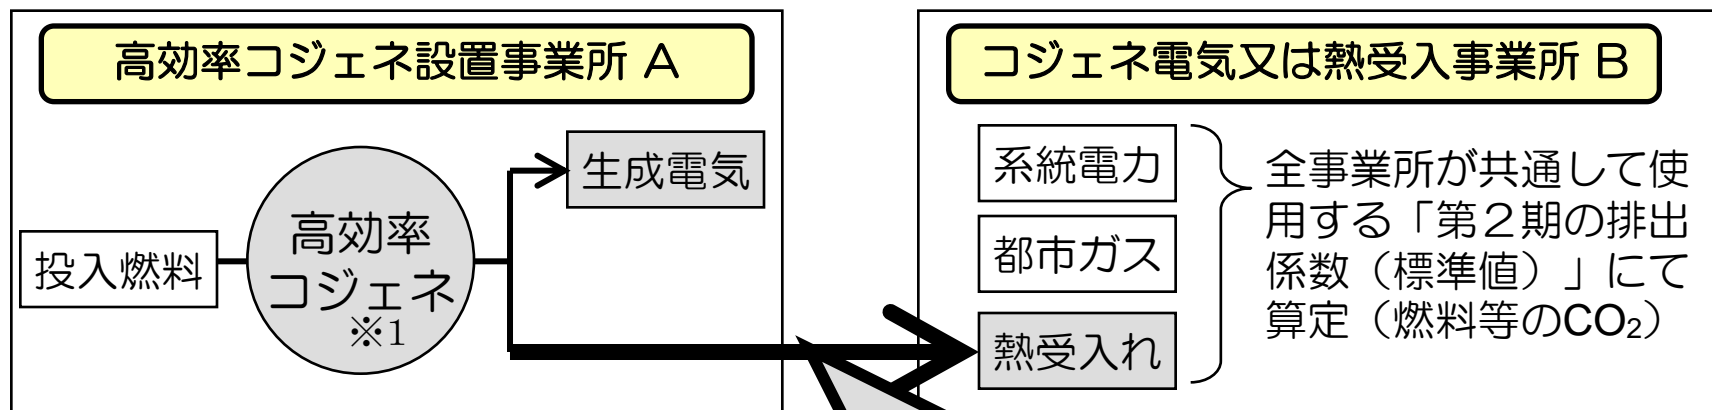 高効率コジェネ設置事業所 A
生成電気
投入燃料
高効率
コジェネ
※1
コジェネ電気又は熱受入事業所 B
系統電力
都市ガス
熱受入れ
全事業所が共通して使
用する「第２期の排出
係数（標準値）」にて
算定（燃料等のCO₂）